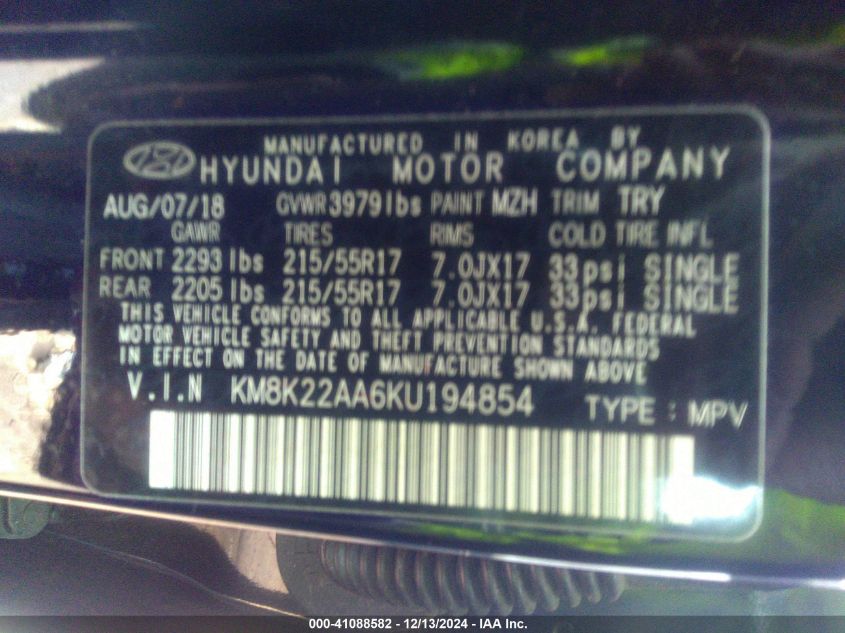 MANUFACTURED IN KOREA BY
HYUNDAI MOTOR COMPANY
AUG/07/18 GVWR 3979lbs PAINT MZH TRIM TRY
GAWR TIRES RIMS COLD TIRE INFL
FRONT 2293 lbs 215/55R17 7.0JX17 33psi SINGLE
REAR 2205 lbs 215/55R17 7.0JX17 33psi SINGLE
THIS VEHICLE CONFORMS TO ALL APPLICABLE U.S.A. FEDERAL
MOTOR VEHICLE SAFETY AND THEFT PREVENTION STANDARDS
IN EFFECT ON THE DATE OF MANUFACTURE SHOWN ABOVE
V.I.N KM8K22AA6KU194854 TYPE : MPV
000-41088582 - 12/13/2024 - IAA Inc.